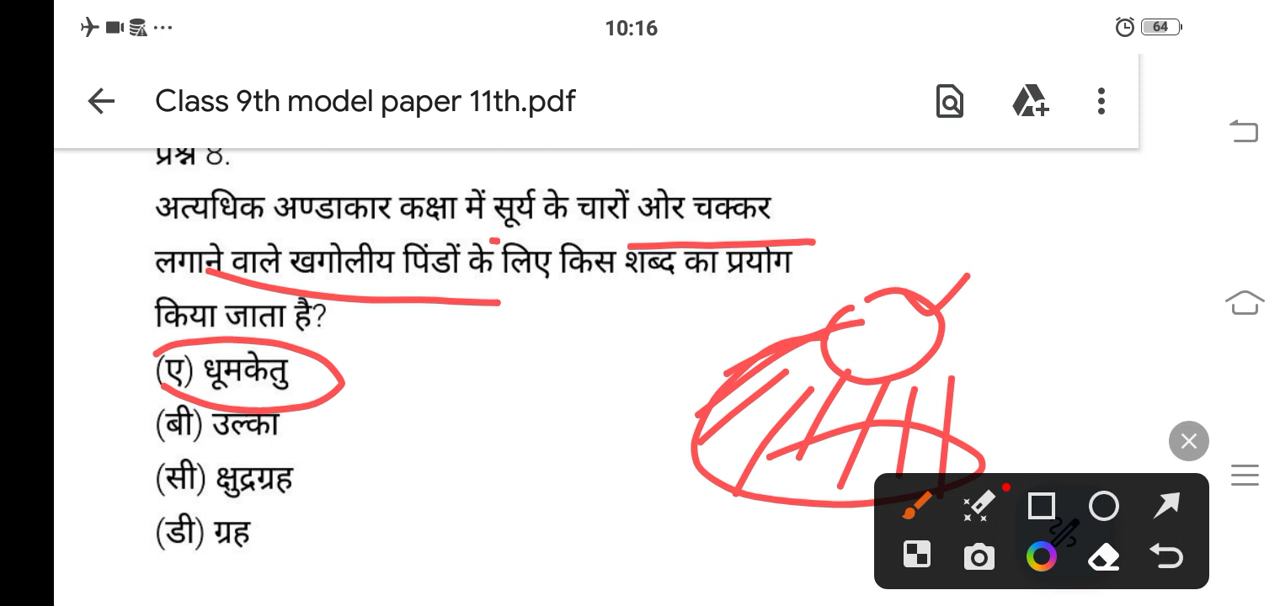 10:16
64
Class 9th model paper 11th.pdf
प्रश्न 8.
अत्यधिक अण्डाकार कक्षा में सूर्य के चारों ओर चक्कर
लगाने वाले खगोलीय पिंडों के लिए किस शब्द का प्रयोग
किया जाता है?
(ए) धूमकेतु
(बी) उल्का
(सी) क्षुद्रग्रह
(डी) ग्रह